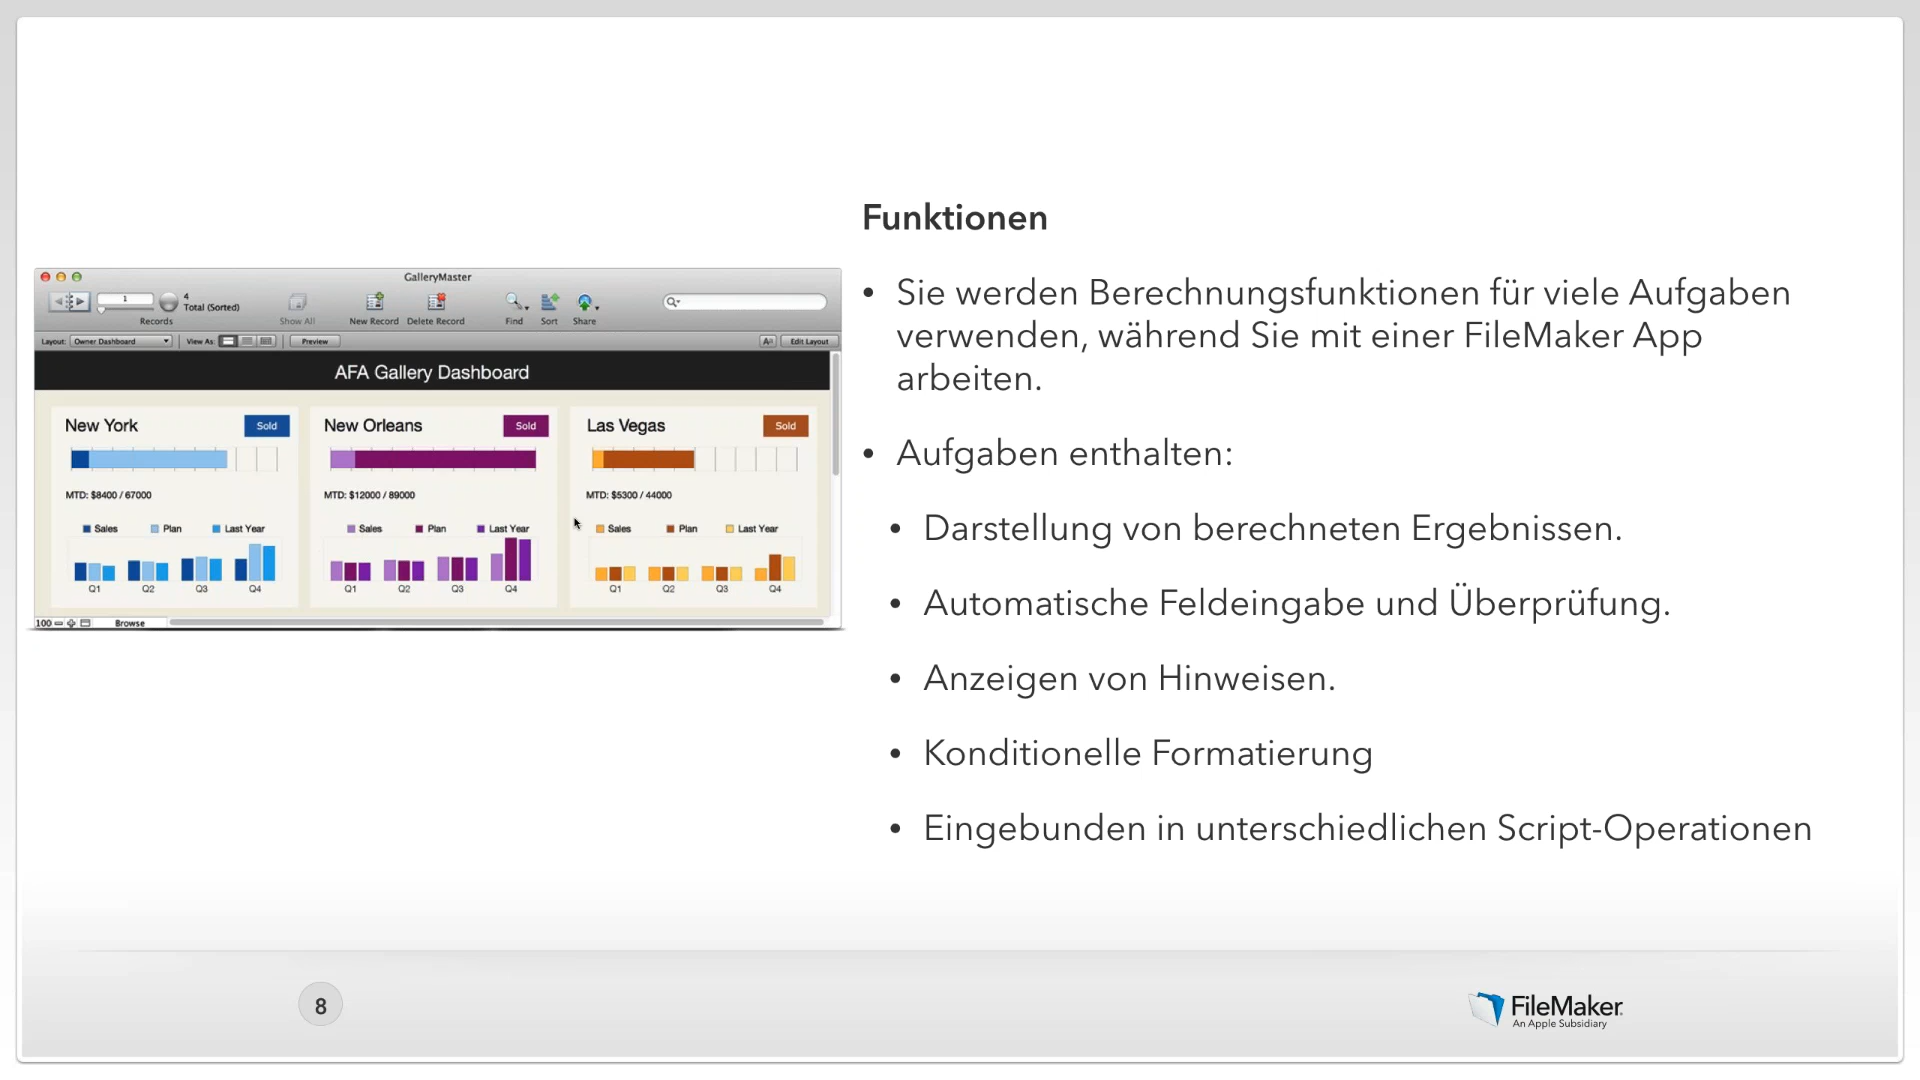 Funktionen
• Sie werden Berechnungsfunktionen für viele Aufgaben
verwenden, während Sie mit einer FileMaker App
arbeiten.
• Aufgaben enthalten:
• Darstellung von berechneten Ergebnissen.
• Automatische Feldeingabe und Überprüfung.
• Anzeigen von Hinweisen.
• Konditionelle Formatierung
• Eingebunden in unterschiedlichen Script-Operationen
GalleryMaster
1
4
Total (Sorted)
Records
Show All
New Record
Delete Record
Find
Sort
Share
Layout:
Owner Dashboard
View As:
Preview
Edit Layout
AFA Gallery Dashboard
New York
Sold
MTD: $8400 / 67000
Sales Plan Last Year
Q1 Q2 Q3 Q4
New Orleans
Sold
MTD: $12000 / 89000
Sales Plan Last Year
Q1 Q2 Q3 Q4
Las Vegas
Sold
MTD: $5300 / 44000
Sales Plan Last Year
Q1 Q2 Q3 Q4
100
Browse
8
FileMaker
An Apple Subsidiary